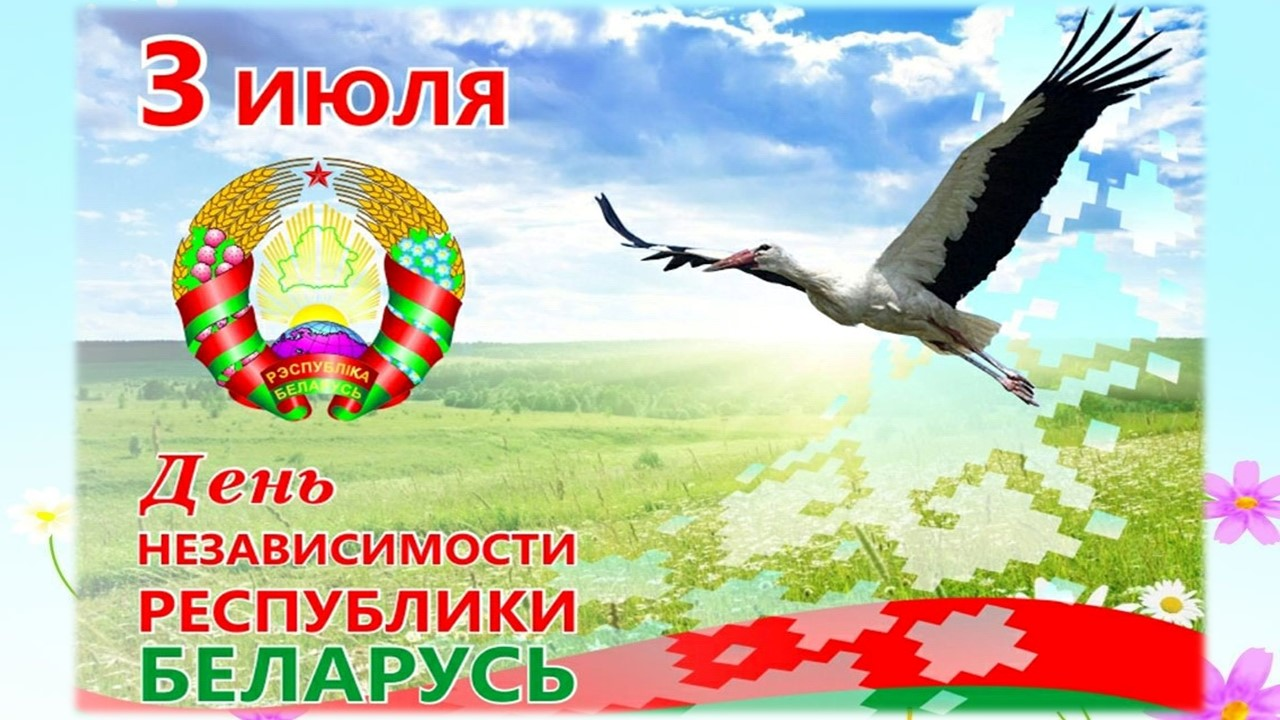 3 ИЮЛЯ
РЭСПУБЛІКА
БЕЛАРУСЬ
День
НЕЗАВИСИМОСТИ
РЕСПУБЛИКИ
БЕЛАРУСЬ